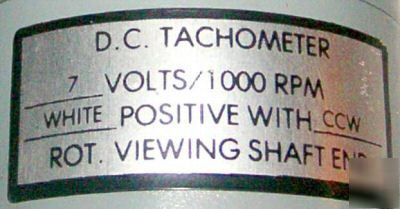 D.C. TACHOMETER
7 VOLTS/1000 RPM
WHITE POSITIVE WITH CCW
ROT. VIEWING SHAFT END